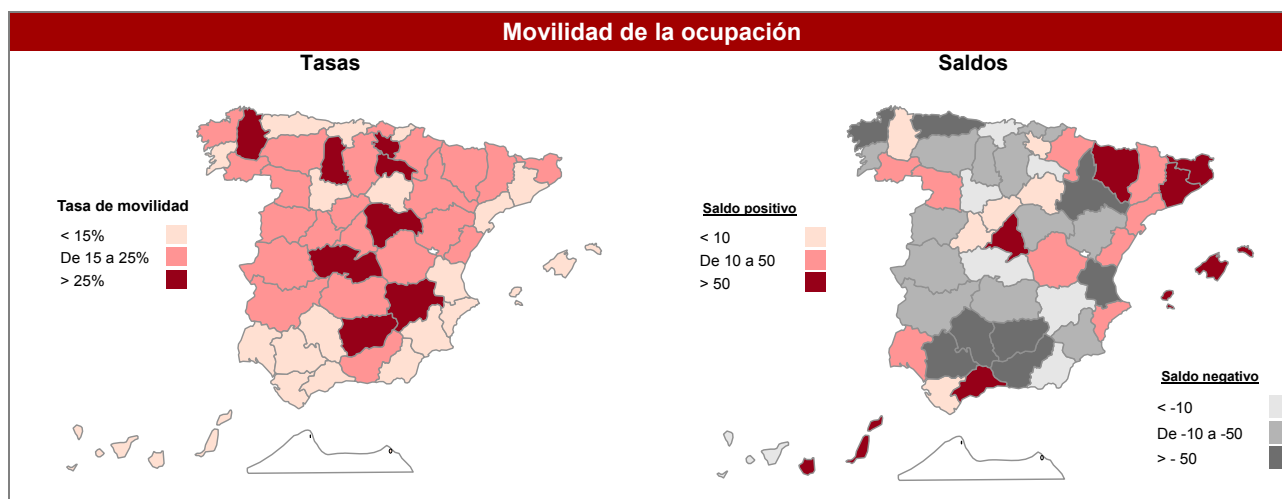 Movilidad de la ocupación
Tasas
Saldos
Tasa de movilidad
< 15%
De 15 a 25%
> 25%
Saldo positivo
< 10
De 10 a 50
> 50
Saldo negativo
< -10
De -10 a -50
> - 50